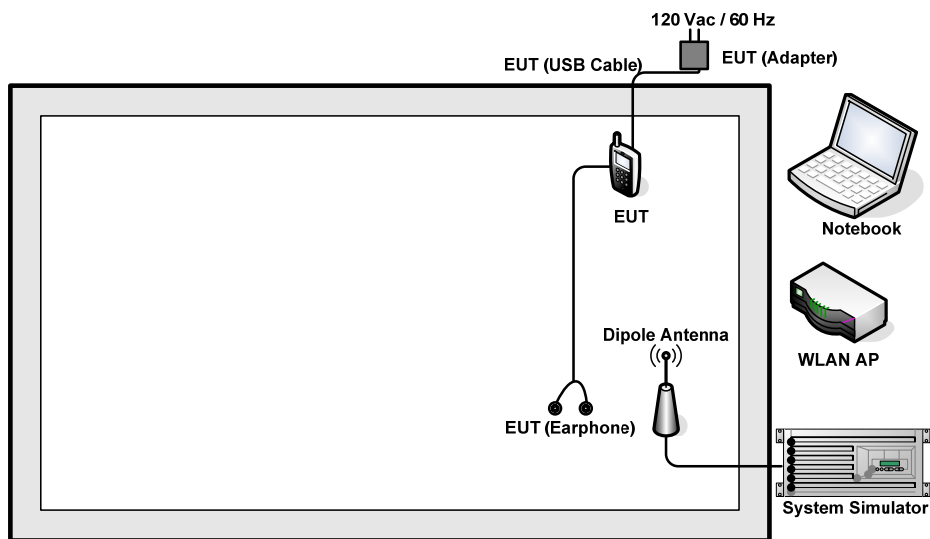 120 Vac / 60 Hz
EUT (USB Cable)
EUT (Adapter)
EUT
Notebook
Dipole Antenna
WLAN AP
EUT (Earphone)
System Simulator